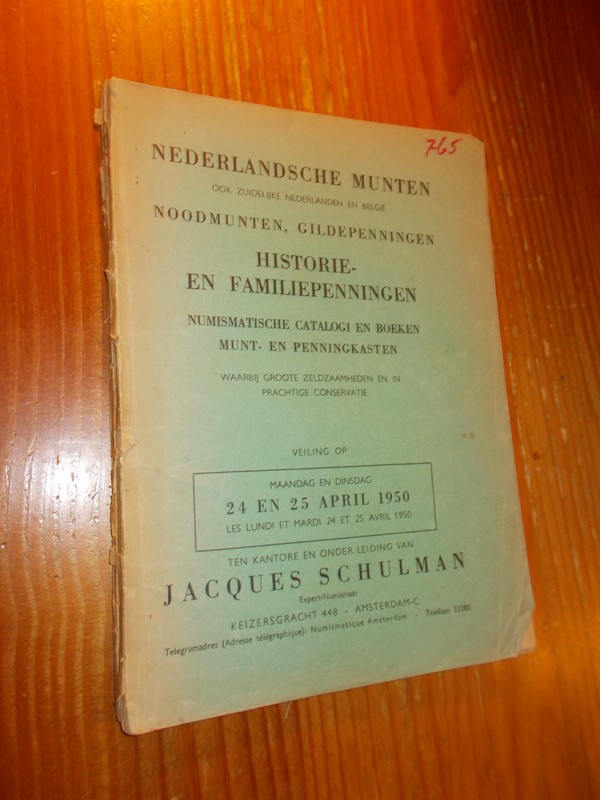 765
NEDERLANDSCHE MUNTEN
OOK ZUIDELIJKE NEDERLANDEN EN BELGIË
NOODMUNTEN, GILDEPENNINGEN
HISTORIE-
EN FAMILIEPENNINGEN
NUMISMATISCHE CATALOGI EN BOEKEN
MUNT- EN PENNINGKASTEN
WAARBIJ GROOTE ZELDZAAMHEDEN EN IN
PRACHTIGE CONSERVATIE
VEILING OP
MAANDAG EN DINSDAG
24 EN 25 APRIL 1950
LES LUNDI ET MARDI 24 ET 25 AVRIL 1950
TEN KANTORE EN ONDER LEIDING VAN
JACQUES SCHULMAN
Expert-Numismaat
KEIZERSGRACHT 448 - AMSTERDAM-C
Telegramadres (Adresse télégraphique): Numismatique Amsterdam - Telefoon 33380